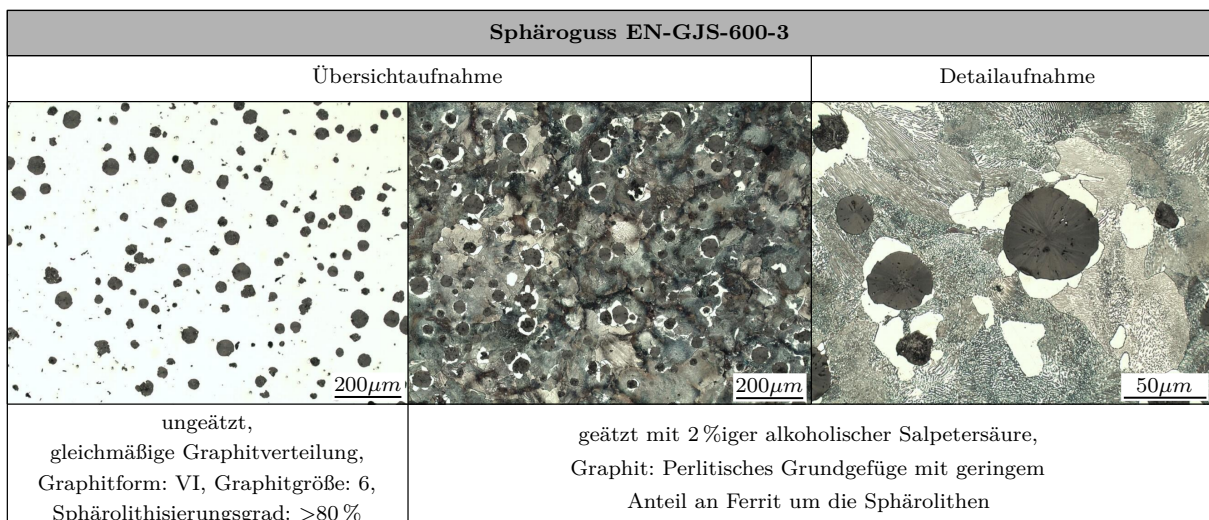 Sphäroguss EN-GJS-600-3
Übersichtaufnahme
Detailaufnahme
200μm
200μm
50μm
ungeätzt,
gleichmäßige Graphitverteilung,
Graphitform: VI, Graphitgröße: 6,
Sphärolithisierungsgrad: >80 %
geätzt mit 2 %iger alkoholischer Salpetersäure,
Graphit: Perlitisches Grundgefüge mit geringem
Anteil an Ferrit um die Sphärolithen